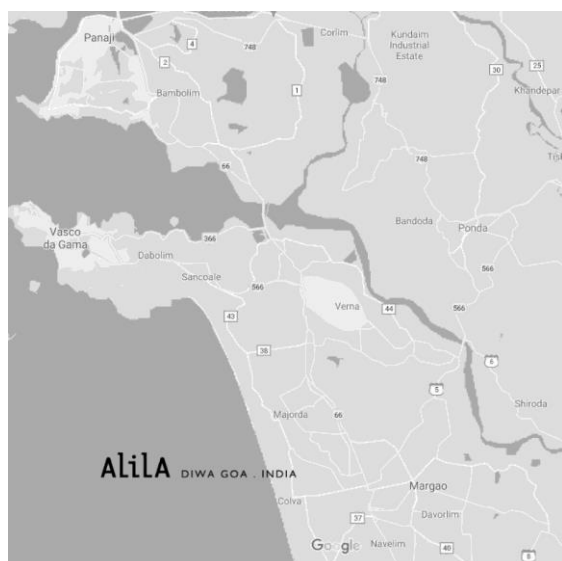 Panaji
Corlim
Kundaim
Industrial
Estate
4
748
2
1
748
30
25
Khandepar
Bambolim
66
748
Tisk
Bandoda
Ponda
Vasco
da Gama
366
Dabolim
Sancoale
566
566
Verna
44
566
43
38
6
5
Shiroda
Majorda
66
ALiLA DIWA GOA . INDIA
Margao
Colva
37
Davorlim
Google
Navelim
40
8